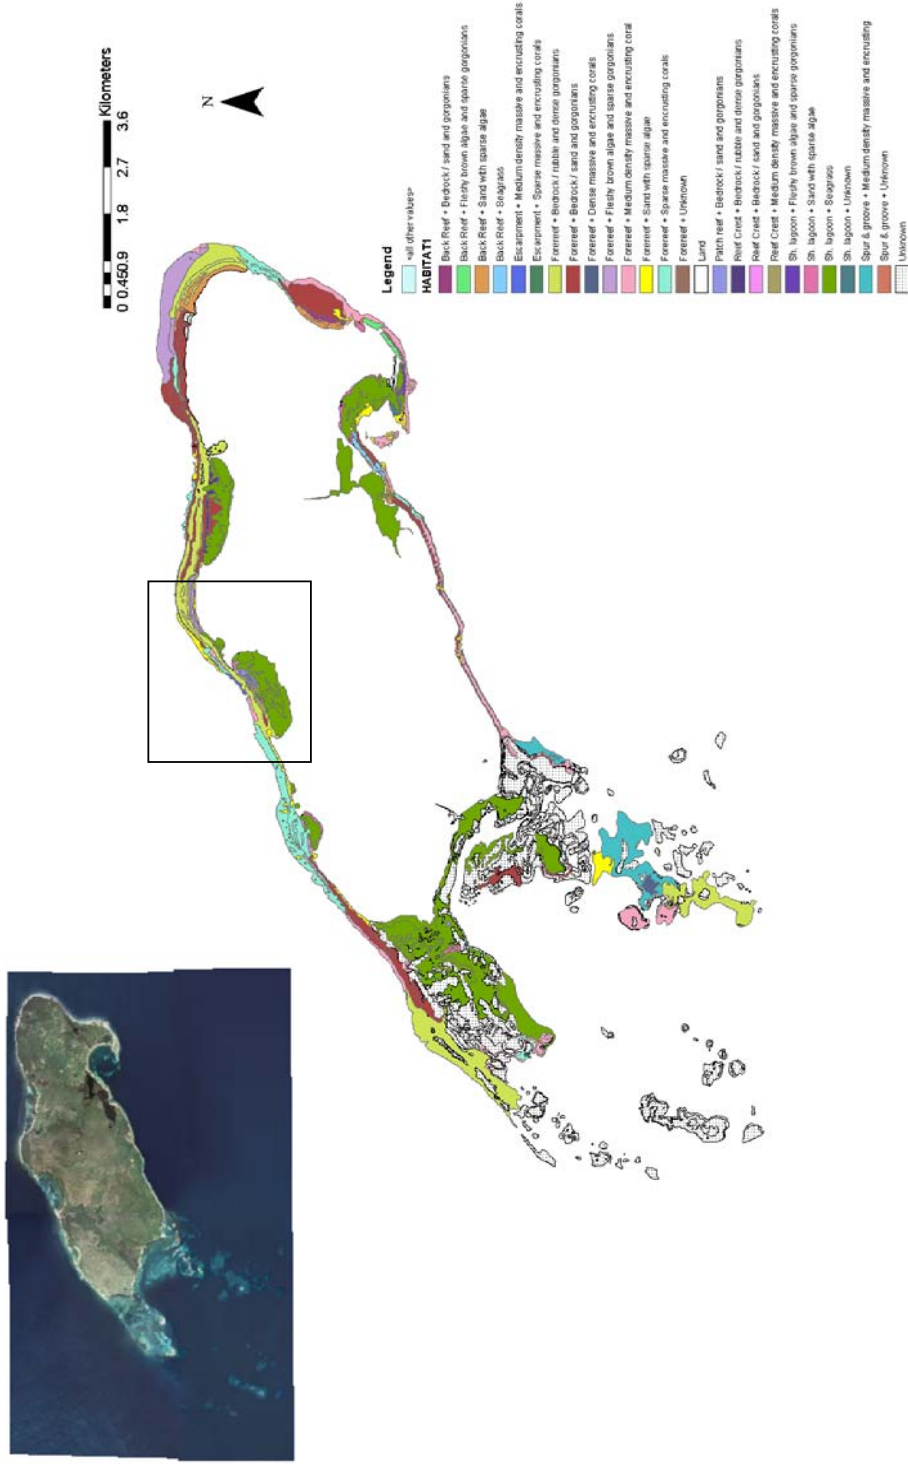 Kilometers
0 0.45 0.9 1.8 2.7 3.6
N
Legend
<all other values>
HABITAT1
Back Reef + Bedrock / sand and gorgonians
Back Reef + Fleshy brown algae and sparse gorgonians
Back Reef + Sand with sparse algae
Back Reef + Seagrass
Escarpment + Medium density massive and encrusting corals
Escarpment + Sparse massive and encrusting corals
Forereef + Bedrock / rubble and dense gorgonians
Forereef + Bedrock / sand and gorgonians
Forereef + Dense massive and encrusting corals
Forereef + Fleshy brown algae and sparse gorgonians
Forereef + Medium density massive and encrusting coral
Forereef + Sand with sparse algae
Forereef + Sparse massive and encrusting corals
Forereef + Unknown
Land
Patch reef + Bedrock / sand and gorgonians
Reef Crest + Bedrock / rubble and dense gorgonians
Reef Crest + Bedrock / sand and gorgonians
Reef Crest + Medium density massive and encrusting corals
Sh. lagoon + Fleshy brown algae and sparse gorgonians
Sh. lagoon + Sand with sparse algae
Sh. lagoon + Seagrass
Sh. lagoon + Unknown
Spur & groove + Medium density massive and encrusting
Spur & groove + Unknown
Unknown